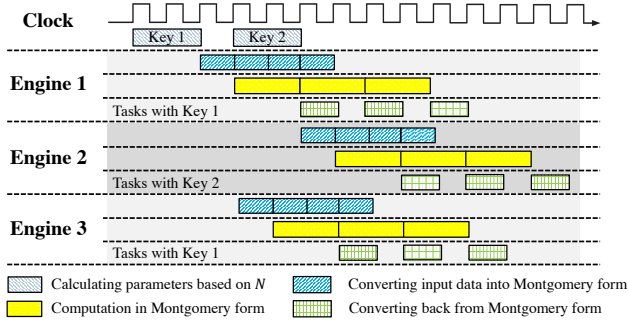 Clock
Key 1 Key 2
Engine 1
Tasks with Key 1
Engine 2
Tasks with Key 2
Engine 3
Tasks with Key 1
Calculating parameters based on N Converting input data into Montgomery form
Computation in Montgomery form Converting back from Montgomery form